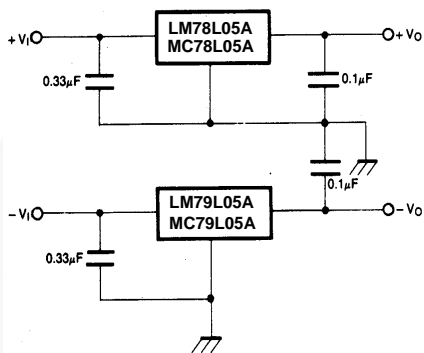 LM78L05A
MC78L05A
+VI
+VO
0.33μF
0.1μF
0.1μF
LM79L05A
MC79L05A
−VI
−VO
0.33μF